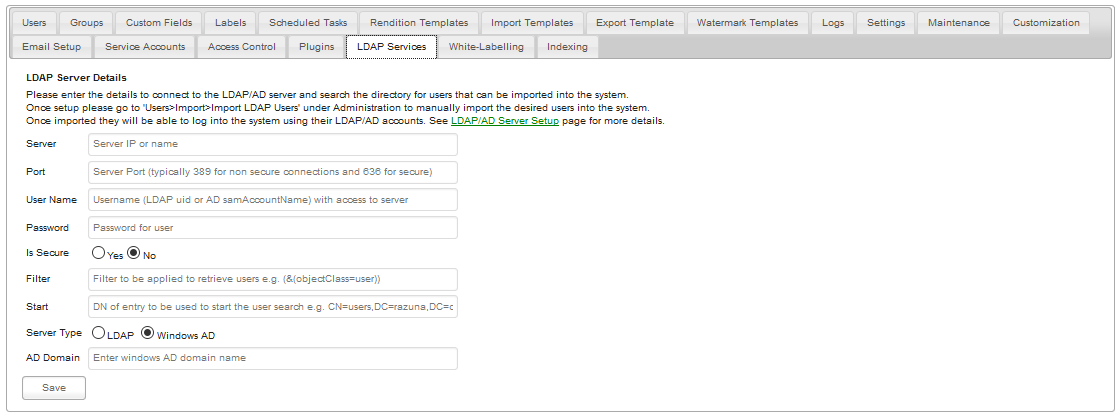 Users Groups Custom Fields Labels Scheduled Tasks Rendition Templates Import Templates Export Template Watermark Templates Logs Settings Maintenance Customization
Email Setup Service Accounts Access Control Plugins LDAP Services White-Labelling Indexing
LDAP Server Details
Please enter the details to connect to the LDAP/AD server and search the directory for users that can be imported into the system.
Once setup please go to 'Users>Import>Import LDAP Users' under Administration to manually import the desired users into the system.
Once imported they will be able to log into the system using their LDAP/AD accounts. See LDAP/AD Server Setup page for more details.
Server Server IP or name
Port Server Port (typically 389 for non secure connections and 636 for secure)
User Name Username (LDAP uid or AD samAccountName) with access to server
Password Password for user
Is Secure Yes No
Filter Filter to be applied to retrieve users e.g. (&(objectClass=user))
Start DN of entry to be used to start the user search e.g. CN=users,DC=razuna,DC=c
Server Type LDAP Windows AD
AD Domain Enter windows AD domain name
Save